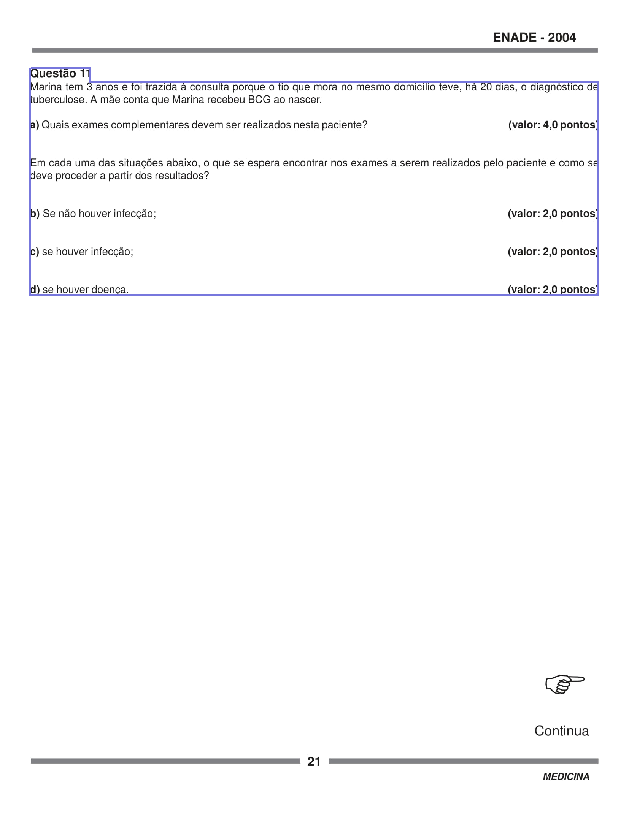 ENADE - 2004
Questão 11
Marina tem 3 anos e foi trazida à consulta porque o tio que mora no mesmo domicílio teve, há 20 dias, o diagnóstico de
tuberculose. A mãe conta que Marina recebeu BCG ao nascer.
a) Quais exames complementares devem ser realizados nesta paciente? (valor: 4,0 pontos)
Em cada uma das situações abaixo, o que se espera encontrar nos exames a serem realizados pelo paciente e como se
deve proceder a partir dos resultados?
b) Se não houver infecção; (valor: 2,0 pontos)
c) se houver infecção; (valor: 2,0 pontos)
d) se houver doença. (valor: 2,0 pontos)
Continua
21
MEDICINA